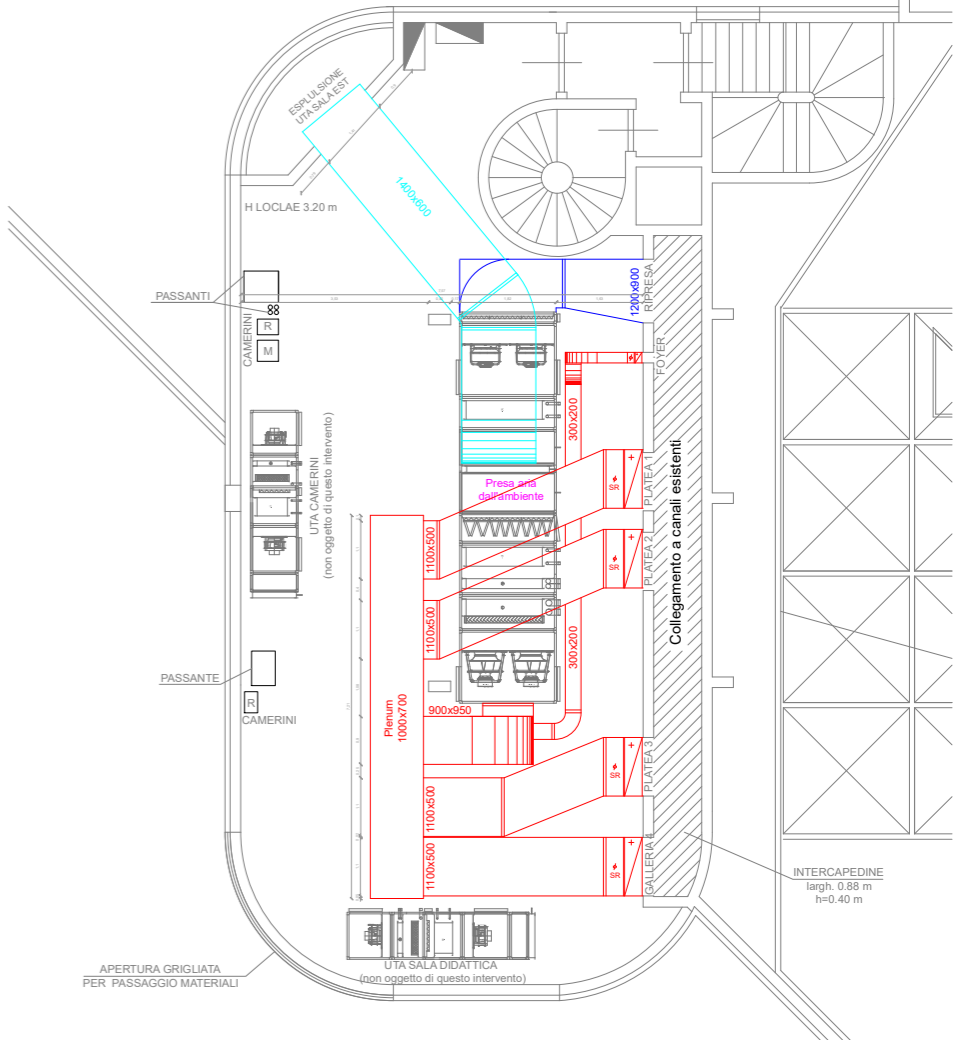 ESPLULSIONE
UTA SALA EST
1400x600
H LOCLAE 3.20 m
PASSANTI
R
M
CAMERINI
1200x900
RIPRESA
FOYER
300x200
UTA CAMERINI
(non oggetto di questo intervento)
Presa aria
dall'ambiente
SR
PLATEA 1
1100x500
SR
PLATEA 2
1100x500
Collegamento a canali esistenti
300x200
PASSANTE
R
CAMERINI
Plenum
1000x700
900x950
1100x500
SR
PLATEA 3
1100x500
SR
GALLERIA 4
INTERCAPEDINE
largh. 0.88 m
h=0.40 m
UTA SALA DIDATTICA
(non oggetto di questo intervento)
APERTURA GRIGLIATA
PER PASSAGGIO MATERIALI